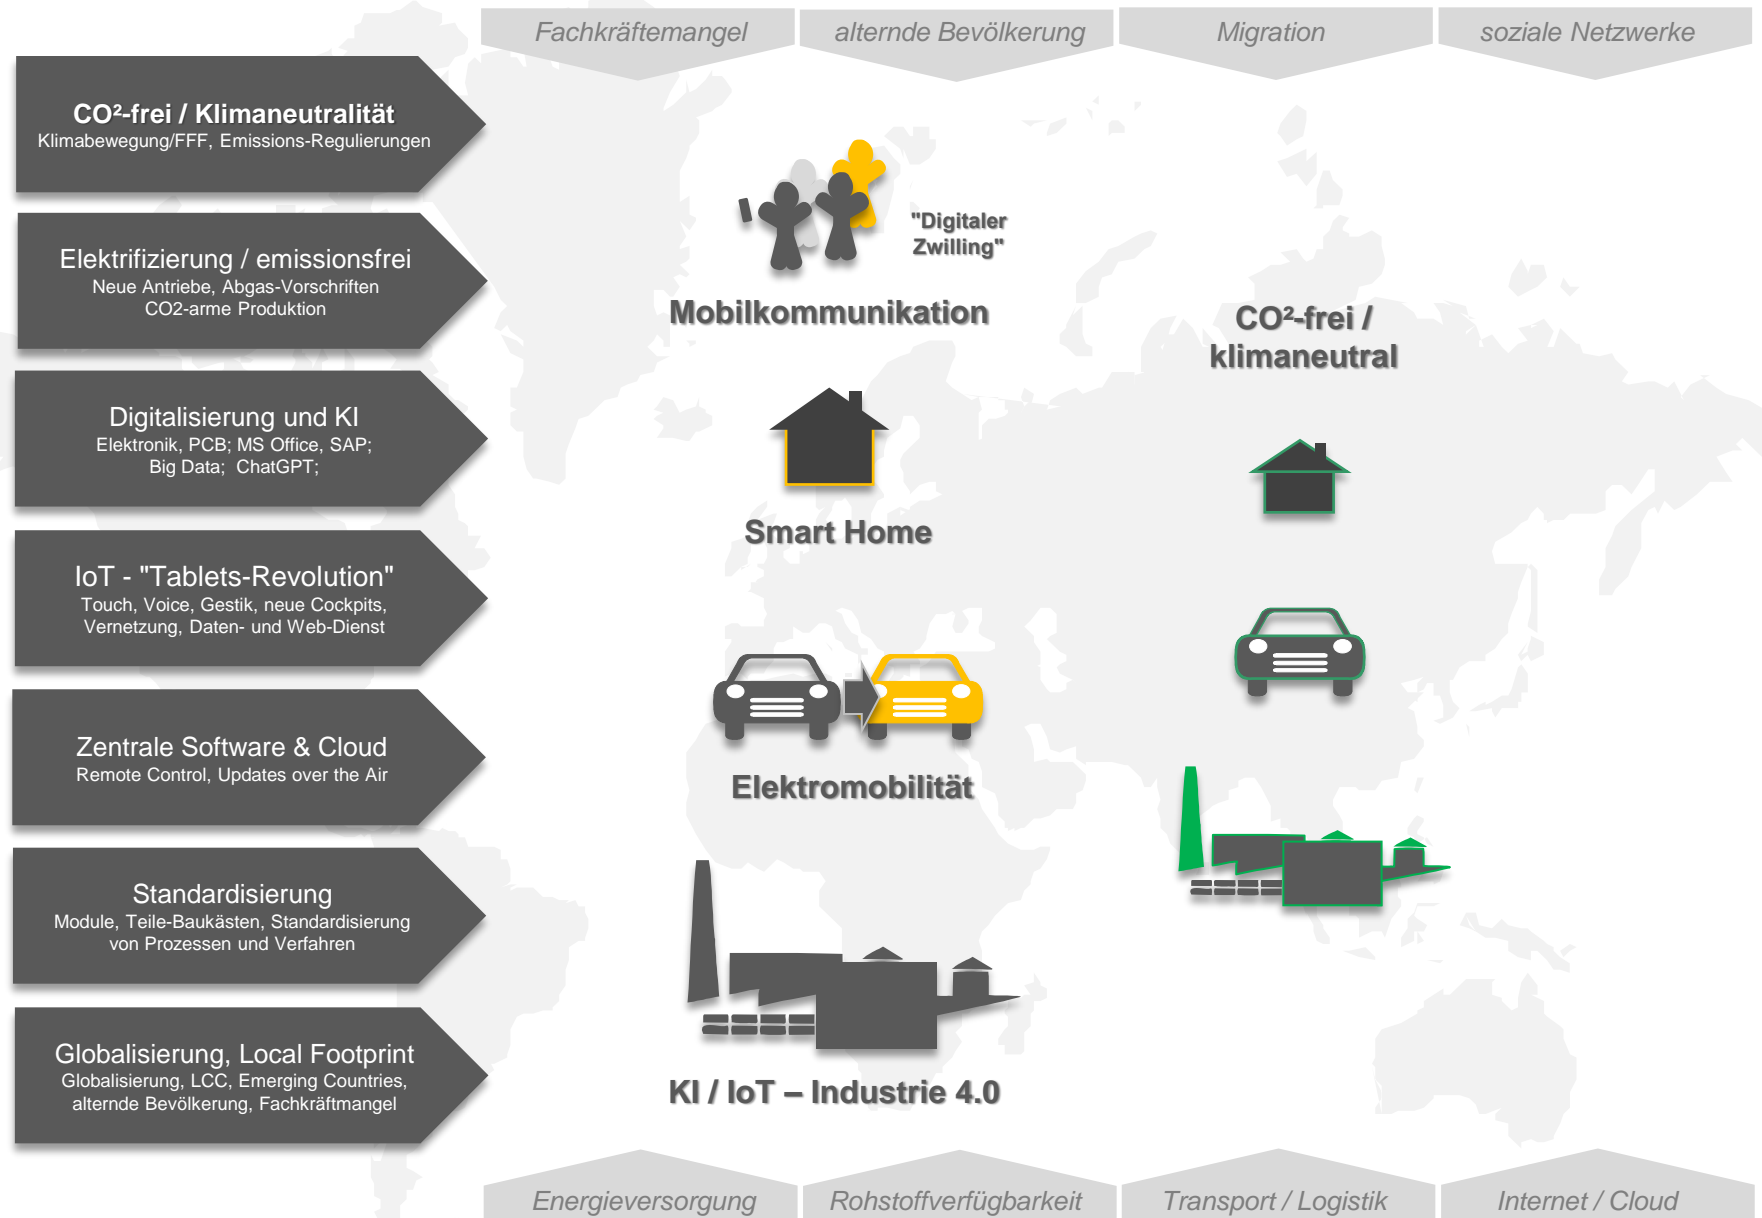 Fachkräftemangel
alternde Bevölkerung
Migration
soziale Netzwerke
CO²-frei / Klimaneutralität
Klimabewegung/FFF, Emissions-Regulierungen
Elektrifizierung / emissionsfrei
Neue Antriebe, Abgas-Vorschriften
CO2-arme Produktion
Digitalisierung und KI
Elektronik, PCB; MS Office, SAP;
Big Data; ChatGPT;
IoT - "Tablets-Revolution"
Touch, Voice, Gestik, neue Cockpits,
Vernetzung, Daten- und Web-Dienst
Zentrale Software & Cloud
Remote Control, Updates over the Air
Standardisierung
Module, Teile-Baukästen, Standardisierung
von Prozessen und Verfahren
Globalisierung, Local Footprint
Globalisierung, LCC, Emerging Countries,
alternde Bevölkerung, Fachkräftmangel
"Digitaler
Zwilling"
Mobilkommunikation
Smart Home
Elektromobilität
KI / IoT – Industrie 4.0
CO²-frei /
klimaneutral
Energieversorgung
Rohstoffverfügbarkeit
Transport / Logistik
Internet / Cloud